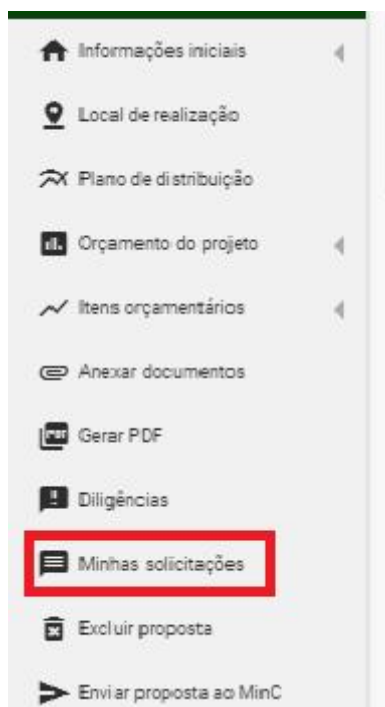 Informações iniciais
Local de realização
Plano de distribuição
Orçamento do projeto
Itens orçamentários
Anexar documentos
Gerar PDF
Diligências
Minhas solicitações
Excluir proposta
Enviar proposta ao MinC